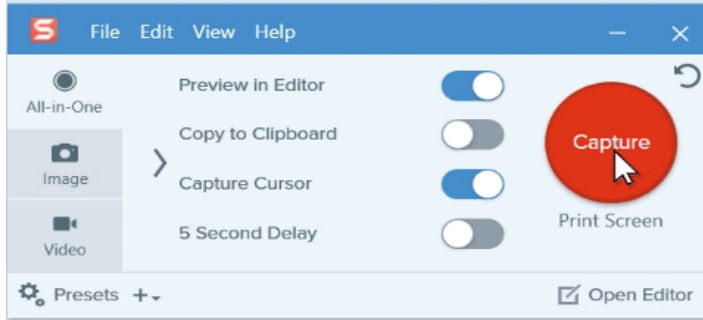 File Edit View Help
All-in-One
Image
Video
Preview in Editor
Copy to Clipboard
Capture Cursor
5 Second Delay
Capture
Print Screen
Presets
Open Editor